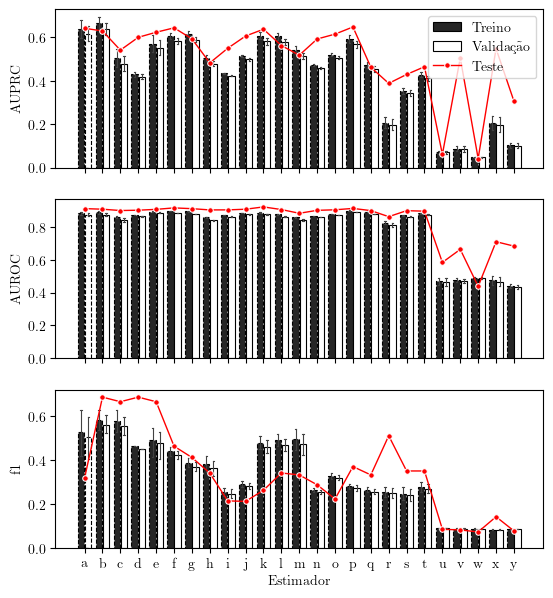 AUPRC
0.6
0.4
0.2
0.0
Treino
Validação
Teste
AUROC
0.8
0.6
0.4
0.2
0.0
f1
0.6
0.4
0.2
0.0
a b c d e f g h i j k l m n o p q r s t u v w x y
Estimador